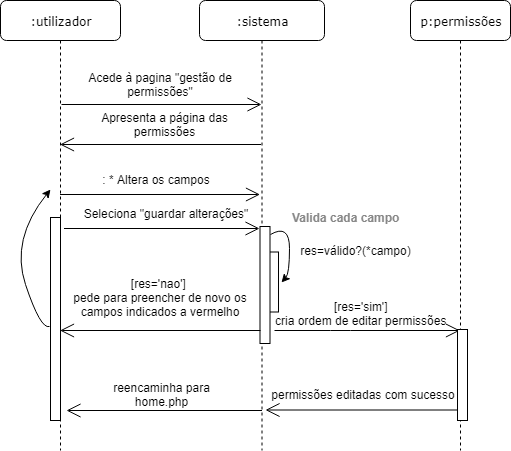 :utilizador
:sistema
p:permissões
Acede à pagina "gestão de
permissões"
Apresenta a página das
permissões
: * Altera os campos
Seleciona "guardar alterações"
Valida cada campo
res=válido?(*campo)
[res='nao']
pede para preencher de novo os
campos indicados a vermelho
[res='sim']
cria ordem de editar permissões
reencaminha para
home.php
permissões editadas com sucesso